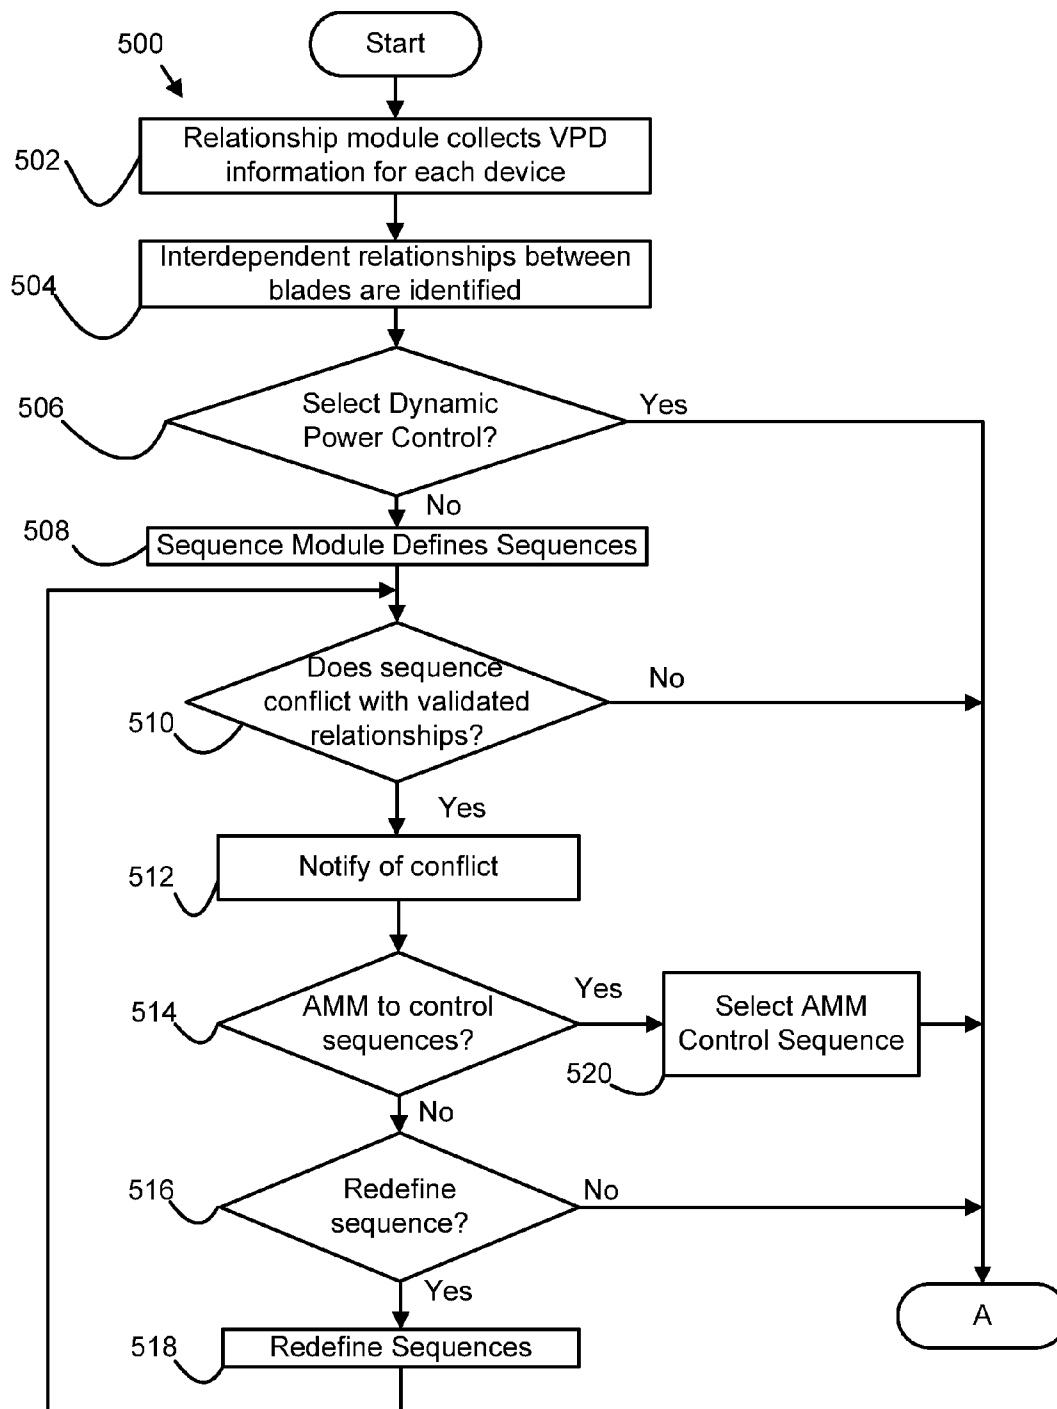 500
Start
502
Relationship module collects VPD
information for each device
504
Interdependent relationships between
blades are identified
506
Select Dynamic
Power Control?
Yes
No
508
Sequence Module Defines Sequences
510
Does sequence
conflict with validated
relationships?
No
Yes
512
Notify of conflict
514
AMM to control
sequences?
Yes
Select AMM
Control Sequence
520
No
516
Redefine
sequence?
No
Yes
A
518
Redefine Sequences